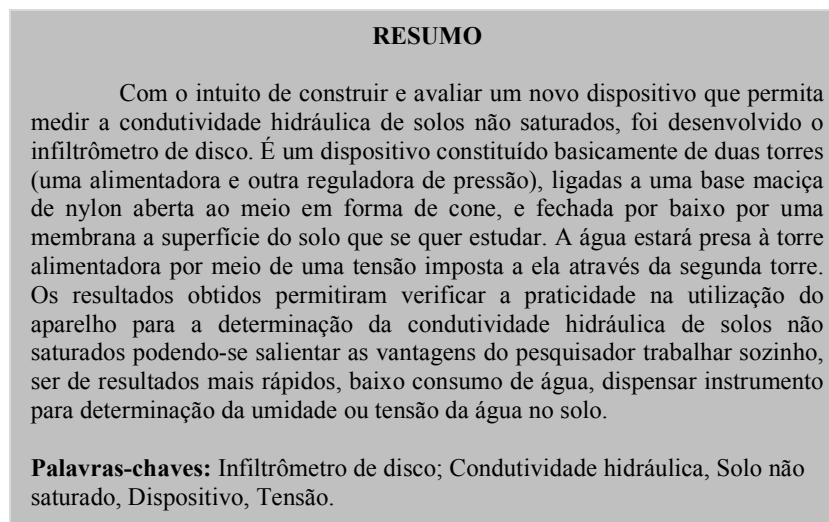 RESUMO
Com o intuito de construir e avaliar um novo dispositivo que permita
medir a condutividade hidráulica de solos não saturados, foi desenvolvido o
infiltrômetro de disco. É um dispositivo constituído basicamente de duas torres
(uma alimentadora e outra reguladora de pressão), ligadas a uma base maciça
de nylon aberta ao meio em forma de cone, e fechada por baixo por uma
membrana a superfície do solo que se quer estudar. A água estará presa à torre
alimentadora por meio de uma tensão imposta a ela através da segunda torre.
Os resultados obtidos permitiram verificar a praticidade na utilização do
aparelho para a determinação da condutividade hidráulica de solos não
saturados podendo-se salientar as vantagens do pesquisador trabalhar sozinho,
ser de resultados mais rápidos, baixo consumo de água, dispensar instrumento
para determinação da umidade ou tensão da água no solo.
Palavras-chaves: Infiltrômetro de disco; Condutividade hidráulica, Solo não
saturado, Dispositivo, Tensão.